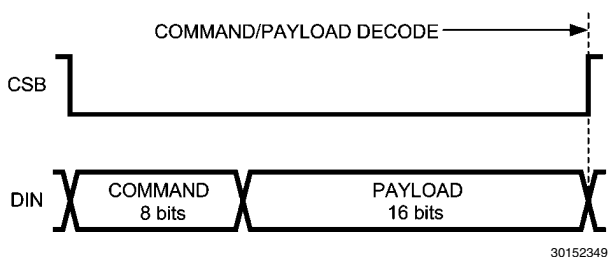 COMMAND/PAYLOAD DECODE
CSB
DIN
COMMAND
8 bits
PAYLOAD
16 bits
30152349